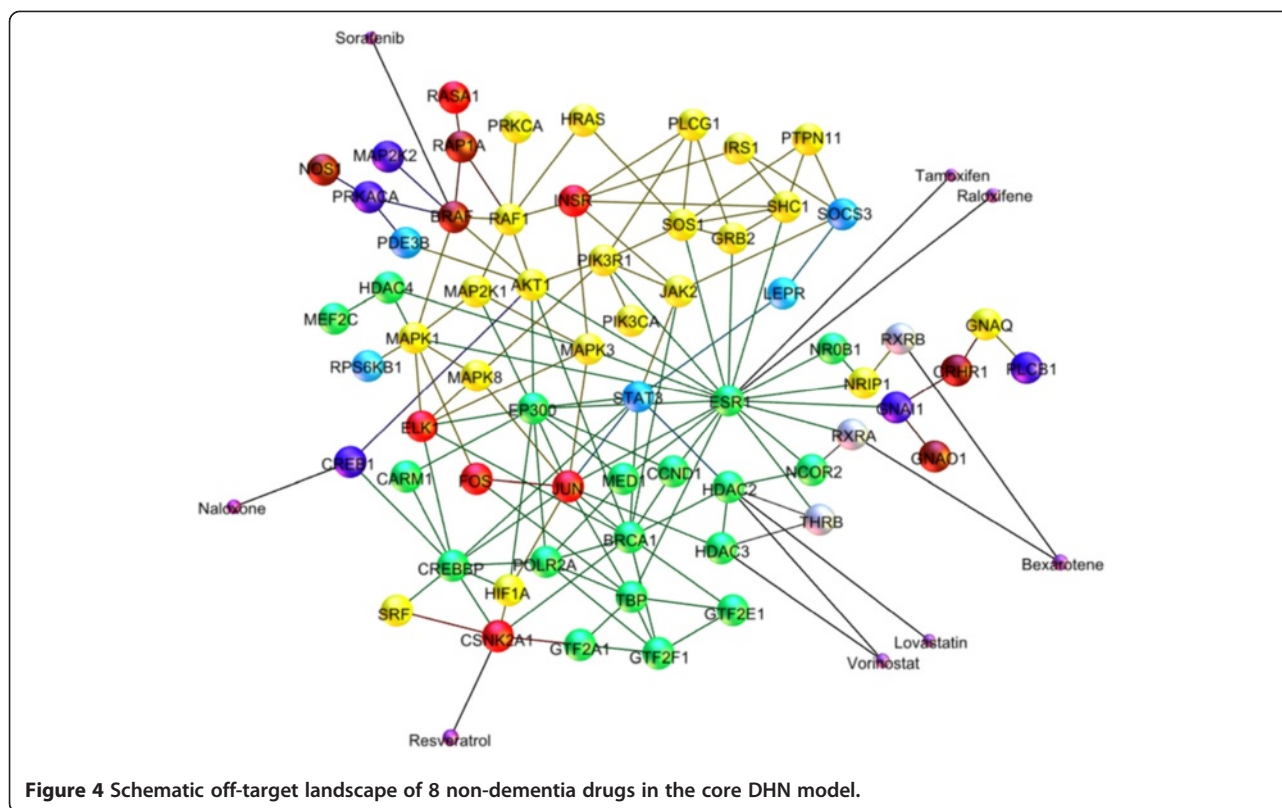 Sorafenib
RASA1
PRKCA
HRAS
PLCG1
PTPN11
IRS1
RAP1A
MAP2K2
NOS1
PRKACA
Tamoxifen
Raloxifene
BRAF
RAF1
INSR
SOS1
SHC1
SOCS3
GRB2
PDE3B
PIK3R1
HDAC4
MAP2K1
AKT1
JAK2
LEPR
MEF2C
PIK3CA
GNAQ
MAPK1
MAPK3
NR0B1
RXRB
RPS6KB1
MAPK8
NRIP1
CRHR1
PLCB1
EP300
STAT3
ESR1
GNAI1
ELK1
RXRA
GNAO1
CREB1
CARM1
FOS
JUN
MED1
CCND1
HDAC2
NCOR2
Naloxone
THRB
BRCA1
HDAC3
CREBBP
POLR2A
Bexarotene
HIF1A
TBP
SRF
GTF2E1
CSNK2A1
GTF2A1
GTF2F1
Lovastatin
Vorinostat
Resveratrol
Figure 4 Schematic off-target landscape of 8 non-dementia drugs in the core DHN model.